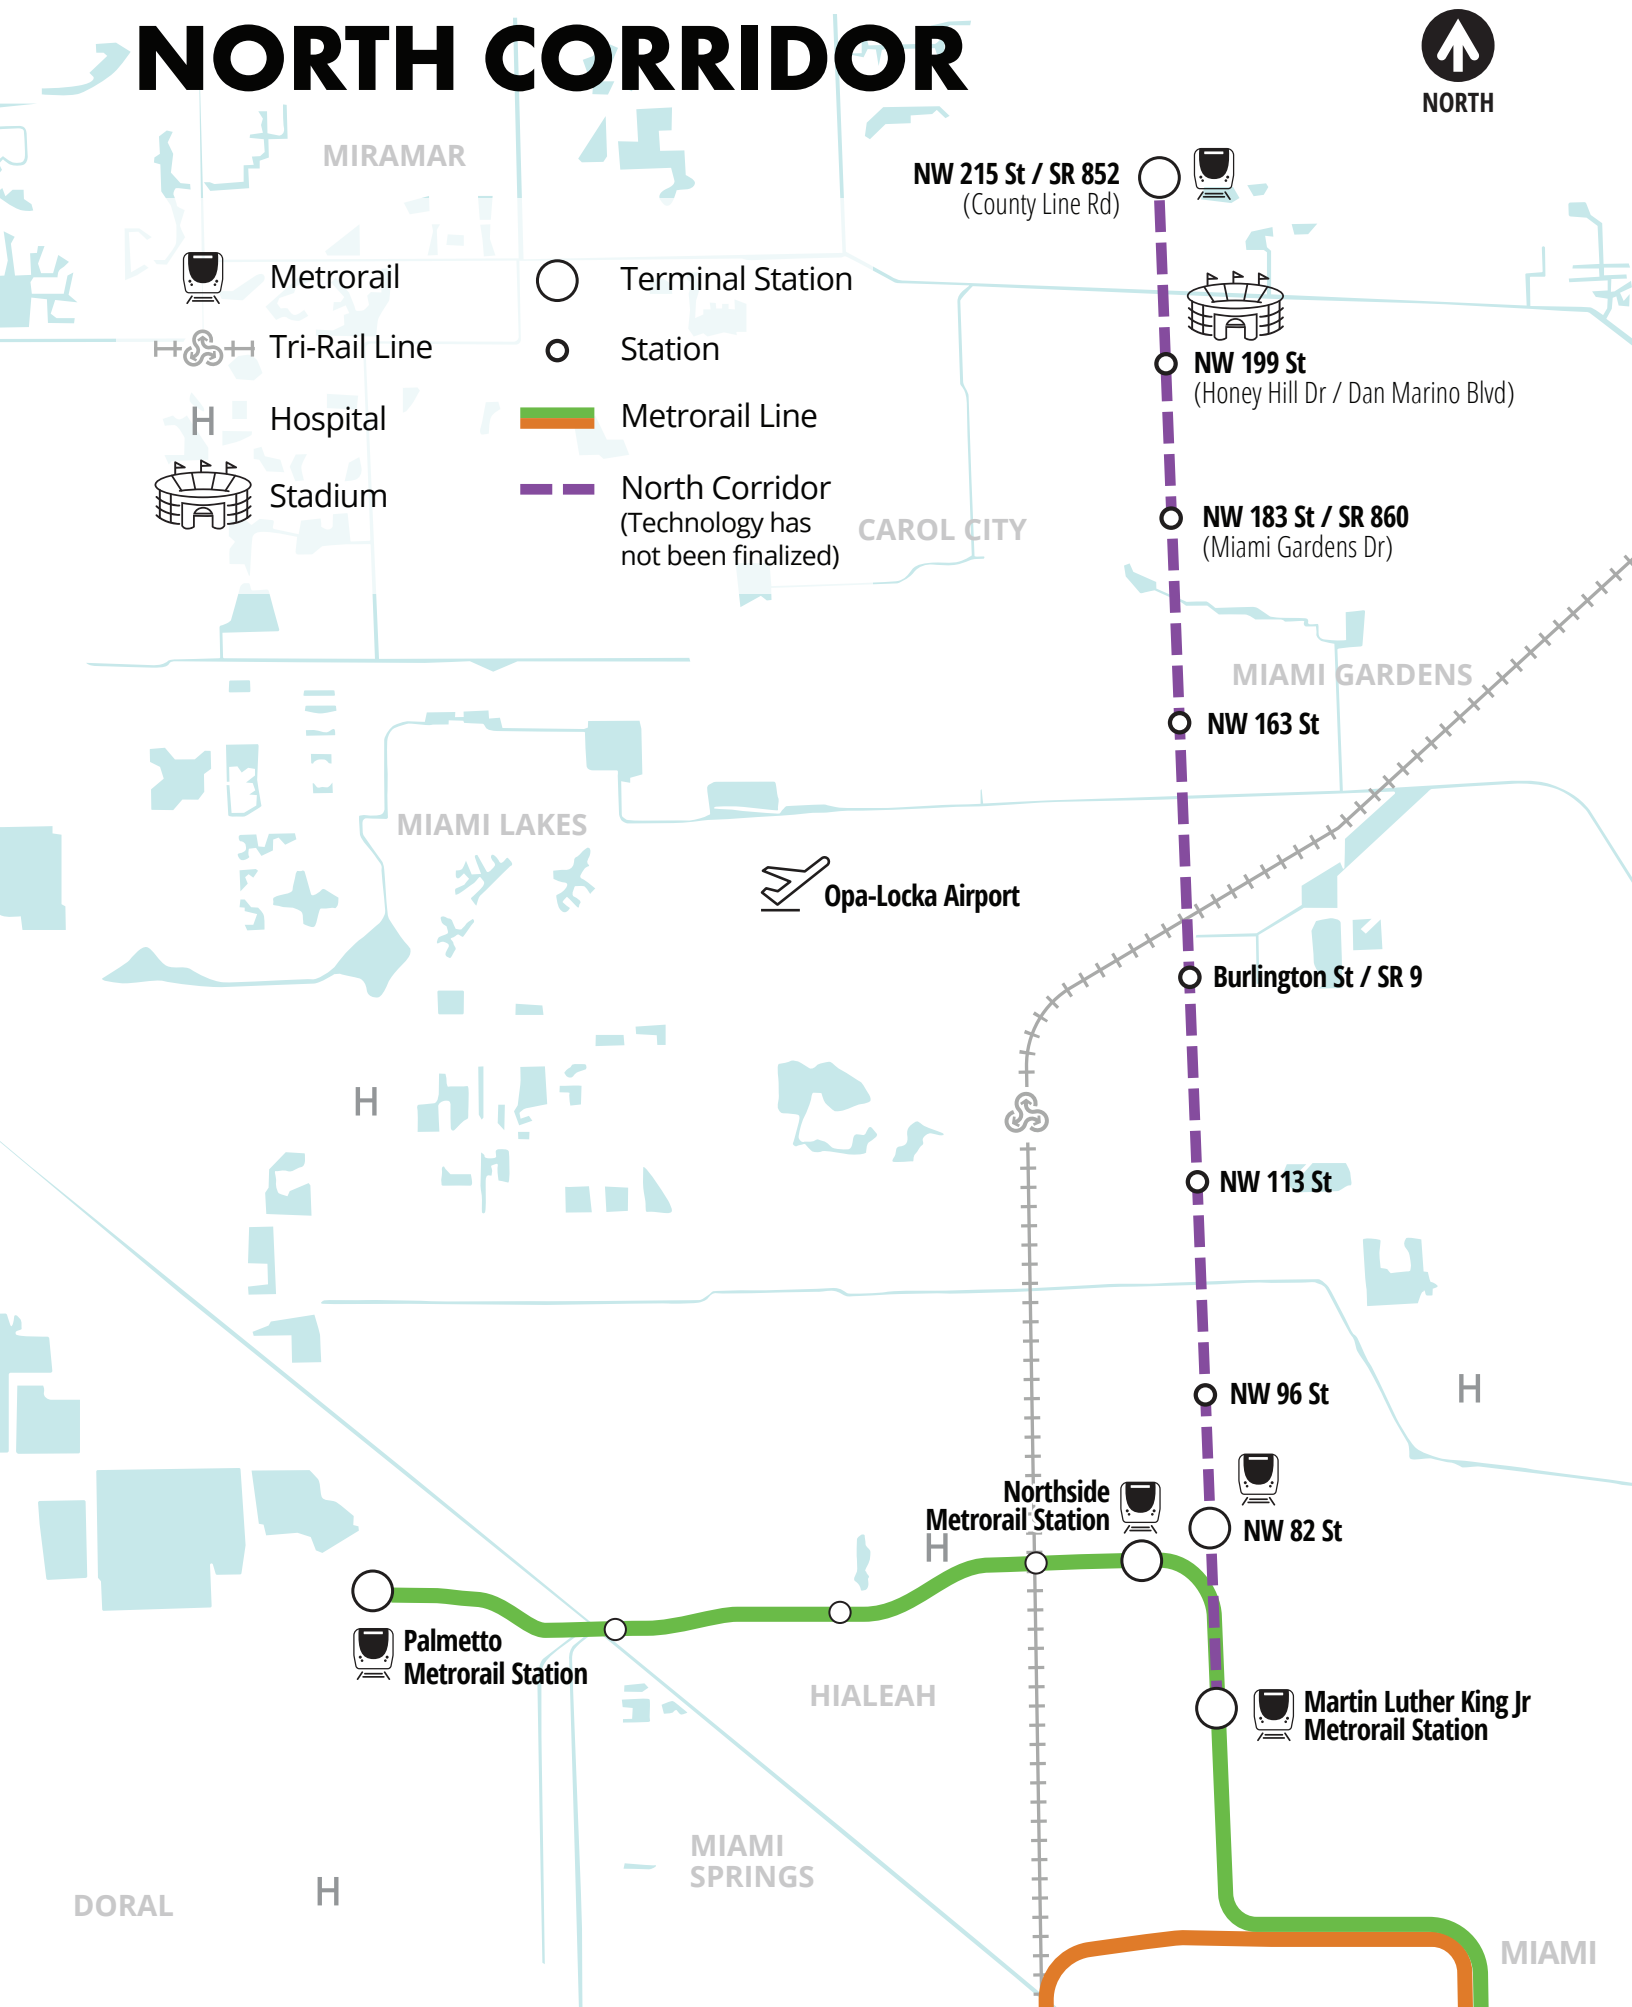 NORTH CORRIDOR
NORTH
MIRAMAR
NW 215 St / SR 852
(County Line Rd)
Metrorail
Terminal Station
Tri-Rail Line
Station
Hospital
Metrorail Line
Stadium
North Corridor
(Technology has
not been finalized)
H
NW 199 St
(Honey Hill Dr / Dan Marino Blvd)
CAROL CITY
NW 183 St / SR 860
(Miami Gardens Dr)
MIAMI GARDENS
NW 163 St
MIAMI LAKES
Opa-Locka Airport
Burlington St / SR 9
H
NW 113 St
NW 96 St
H
Northside
Metrorail Station
H
NW 82 St
Palmetto
Metrorail Station
HIALEAH
Martin Luther King Jr
Metrorail Station
MIAMI
SPRINGS
DORAL
H
MIAMI